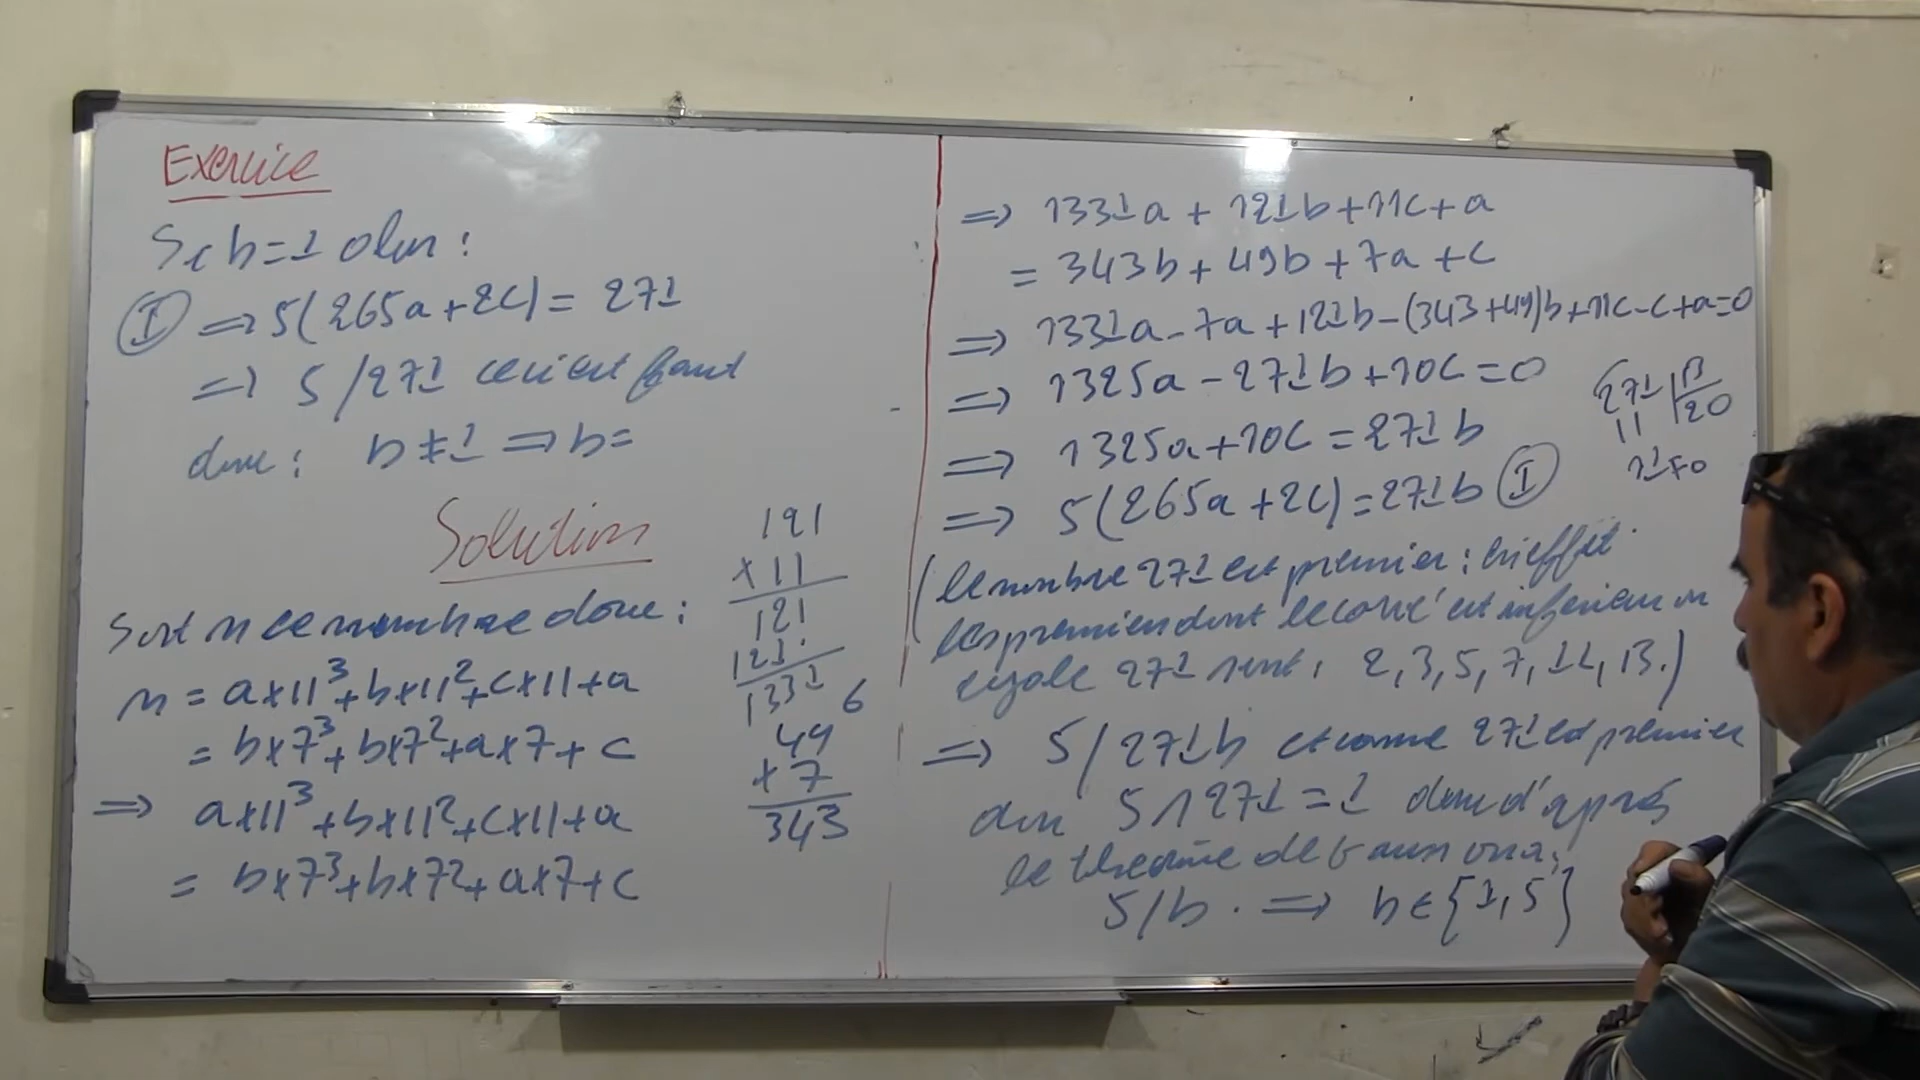 Exercice
Si b=1 donc :
Ⓘ ⟹ 5(265a+2c) = 271
⟹ 5/271 ceci est faux
donc : b≠1 ⟹ b=
Solution
Soit n ce nombre donc :
n = a×11³+b×11²+c×11+a
= b×7³+b×7²+a×7+c
⟹ a×11³+b×11²+c×11+a
= b×7³+b×7²+a×7+c
121
×11
121
121.
1331
6
49
×7
343
⟹ 1331a + 121b+11c+a
= 343b+49b+7a+c
⟹ 1331a-7a+121b-(343+49)b+11c-c+a=0
⟹ 1325a-271b+10c=0
⟹ 1325a+10c=271b
⟹ 5(265a+2c)=271b Ⓘ
271 | 13
11 | 20
11≠0
(le nombre 271 est premier : en effet
les premiers dont le carré est inférieur ou
égale 271 sont : 2, 3, 5, 7, 11, 13.)
⟹ 5/271b et comme 271 est premier
donc 5∧271=1 donc d'après
le théorème de Gauss on a :
5/b . ⟹ b∈{1,5}